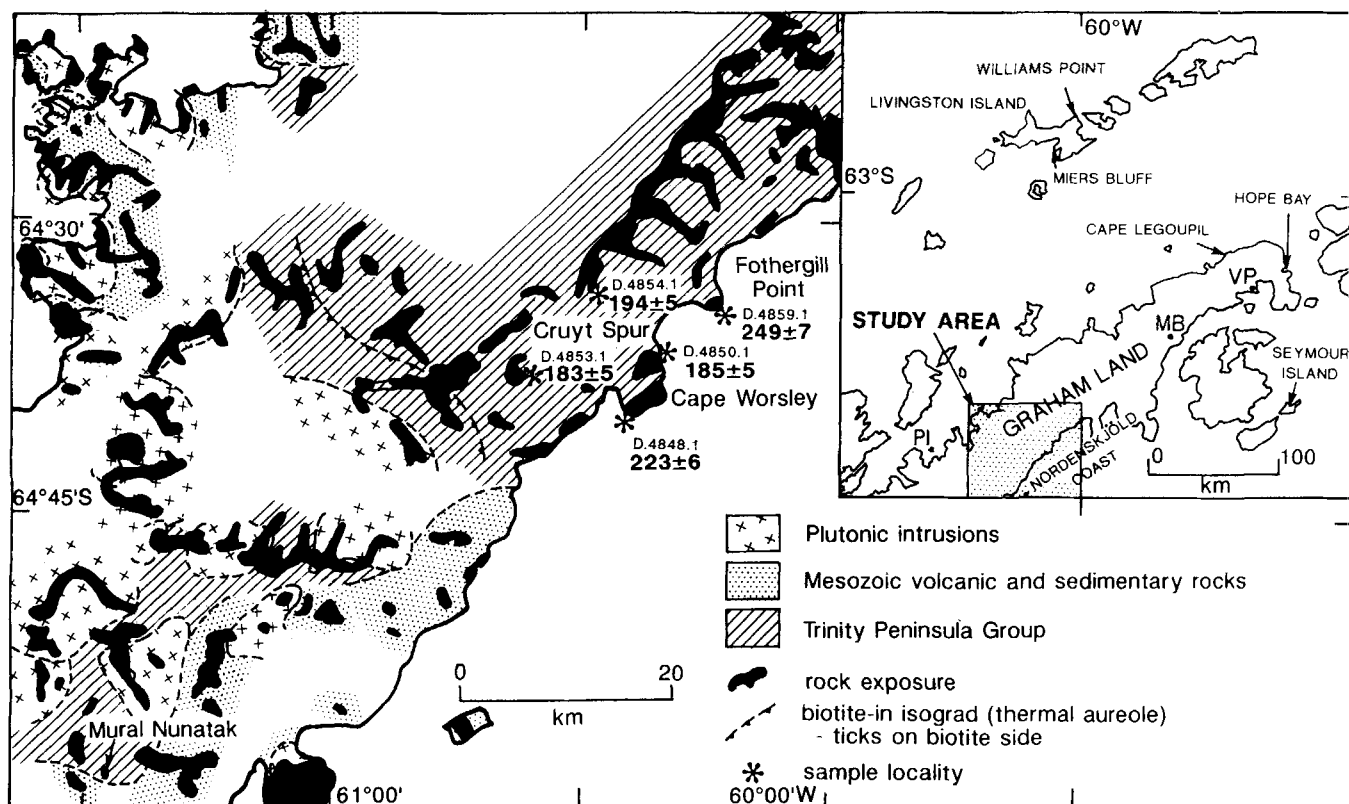 60°W
WILLIAMS POINT
LIVINGSTON ISLAND
MIERS BLUFF
63°S
HOPE BAY
CAPE LEGOUPIL
VP
MB
STUDY AREA
SEYMOUR
ISLAND
GRAHAM LAND
PI
NORDENSKJÖLD
COAST
0 100
km
64°30'
Fothergill
Point
D.4854.1
194±5
D.4859.1
249±7
Cruyt Spur
D.4853.1
183±5
D.4850.1
185±5
Cape Worsley
D.4848.1
223±6
64°45'S
Plutonic intrusions
Mesozoic volcanic and sedimentary rocks
Trinity Peninsula Group
rock exposure
biotite-in isograd (thermal aureole)
- ticks on biotite side
sample locality
0 20
km
Mural Nunatak
61°00'
60°00'W